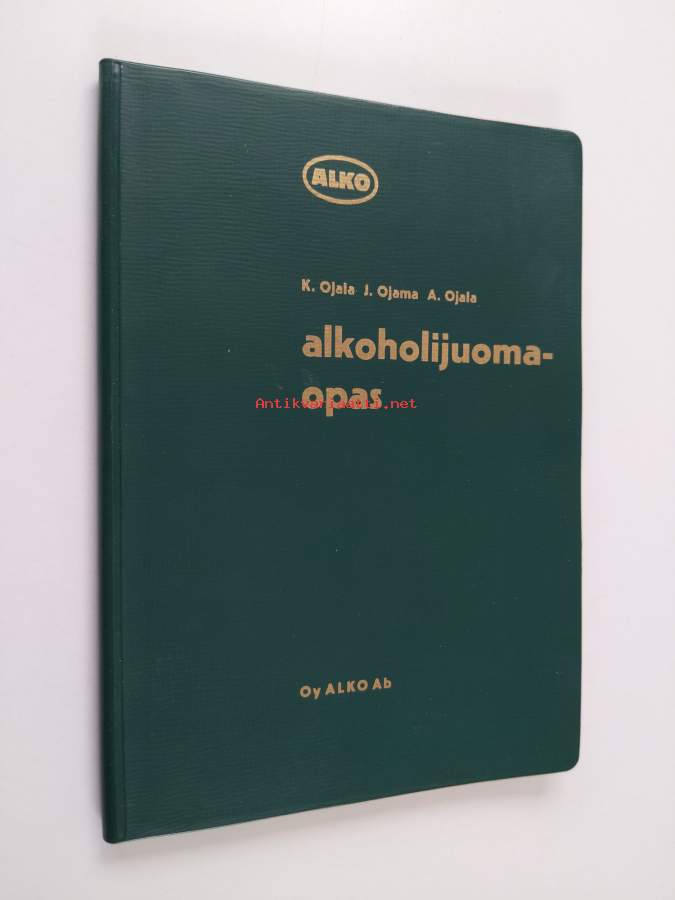 ALKO
K. Ojala J. Ojama A. Ojala
alkoholijuoma-
opas
Antikvariaatti.net
Oy ALKO Ab